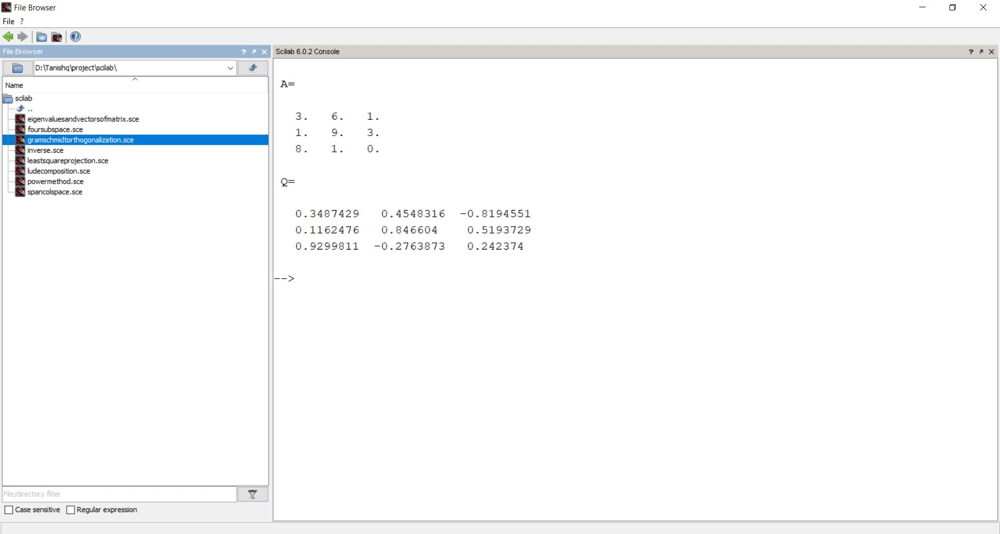 File Browser
File ?
File Browser
D:\Tanishq\project\scilab\
Name
scilab
..
eigenvaluesandvectorsofmatrix.sce
foursubspace.sce
gramschmidtorthogonalization.sce
inverse.sce
leastsquareprojection.sce
ludecomposition.sce
powermethod.sce
spancolspace.sce
File/directory filter
Case sensitive Regular expression
Scilab 6.0.2 Console
A=
3. 6. 1.
1. 9. 3.
8. 1. 0.
Q=
0.3487429 0.4548316 -0.8194551
0.1162476 0.846604 0.5193729
0.9299811 -0.2763873 0.242374
-->